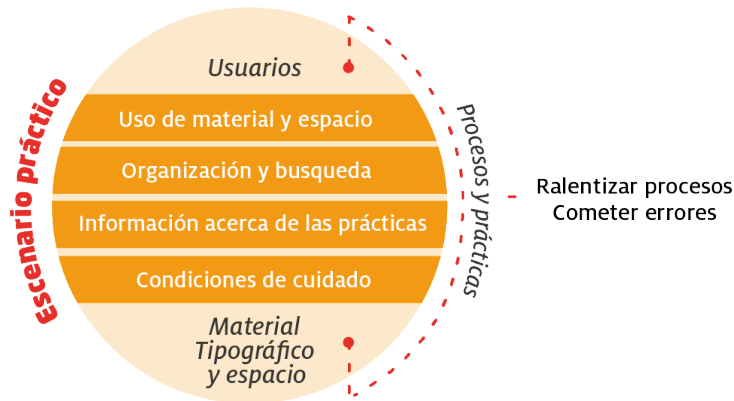 Escenario práctico
Usuarios
Uso de material y espacio
Organización y busqueda
Información acerca de las prácticas
Condiciones de cuidado
Material
Tipográfico
y espacio
Procesos y prácticas
Ralentizar procesos
Cometer errores